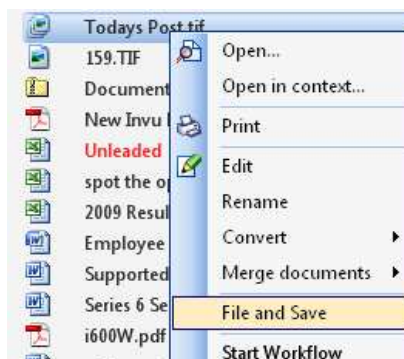 Todays Post.tif
159.TIF
Document
New Invu
Unleaded
spot the
2009 Resul
Employee
Supported
Series 6 Se
i600W.pdf
Open...
Open in context...
Print
Edit
Rename
Convert
Merge documents
File and Save
Start Workflow